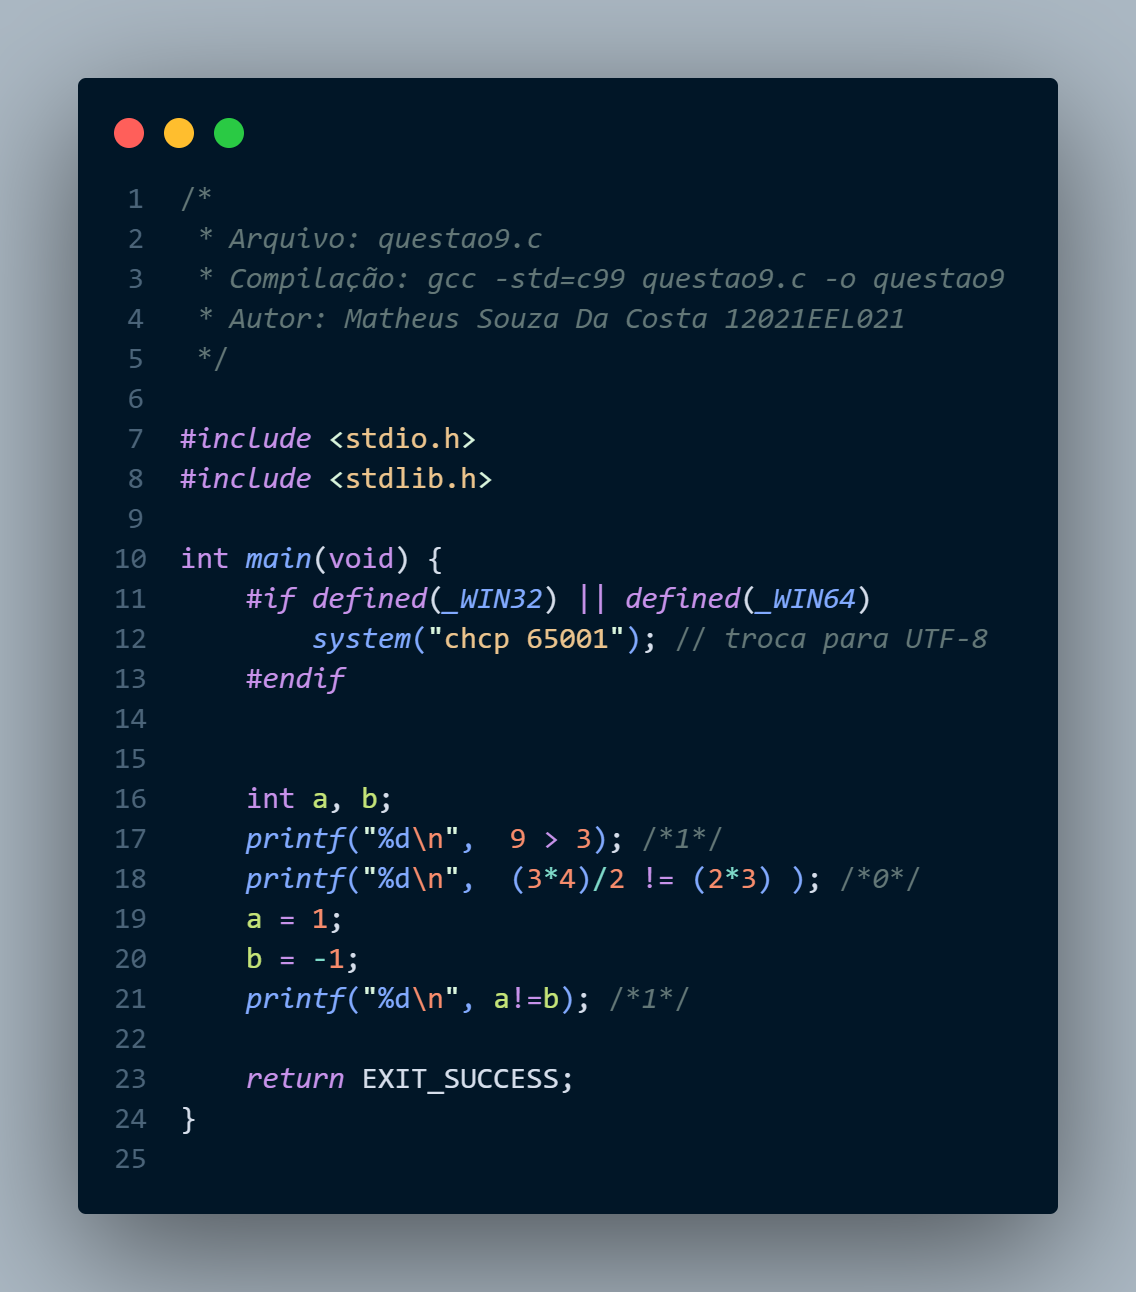 1 /*
2  * Arquivo: questao9.c
3  * Compilação: gcc -std=c99 questao9.c -o questao9
4  * Autor: Matheus Souza Da Costa 12021EEL021
5  */
6
7 #include <stdio.h>
8 #include <stdlib.h>
9
10 int main(void) {
11     #if defined(_WIN32) || defined(_WIN64)
12         system("chcp 65001"); // troca para UTF-8
13     #endif
14
15
16     int a, b;
17     printf("%d\n",  9 > 3); /*1*/
18     printf("%d\n",  (3*4)/2 != (2*3) ); /*0*/
19     a = 1;
20     b = -1;
21     printf("%d\n", a!=b); /*1*/
22
23     return EXIT_SUCCESS;
24 }
25